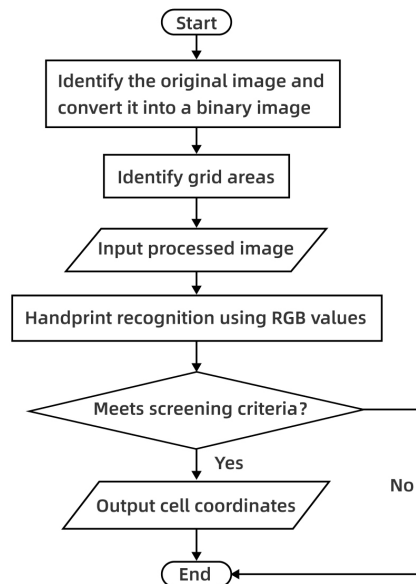 Start
Identify the original image and
convert it into a binary image
Identify grid areas
Input processed image
Handprint recognition using RGB values
Meets screening criteria?
Yes
No
Output cell coordinates
End